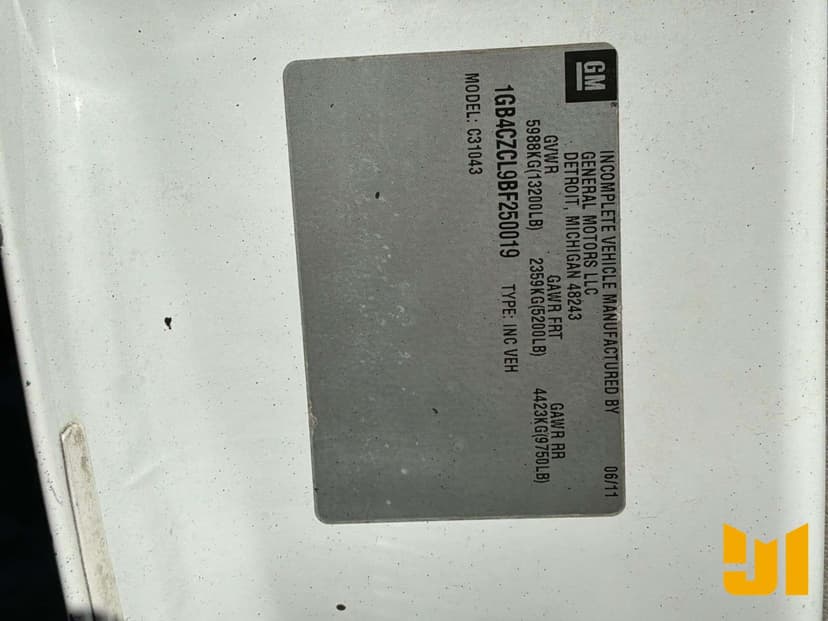 GM
INCOMPLETE VEHICLE MANUFACTURED BY 06/11
GENERAL MOTORS LLC
DETROIT, MICHIGAN 48243
GVWR GAWR FRT GAWR RR
5988KG(13200LB) 2359KG(5200LB) 4423KG(9750LB)
1GB4CZCL9BF250019 TYPE: INC VEH
MODEL: C31043